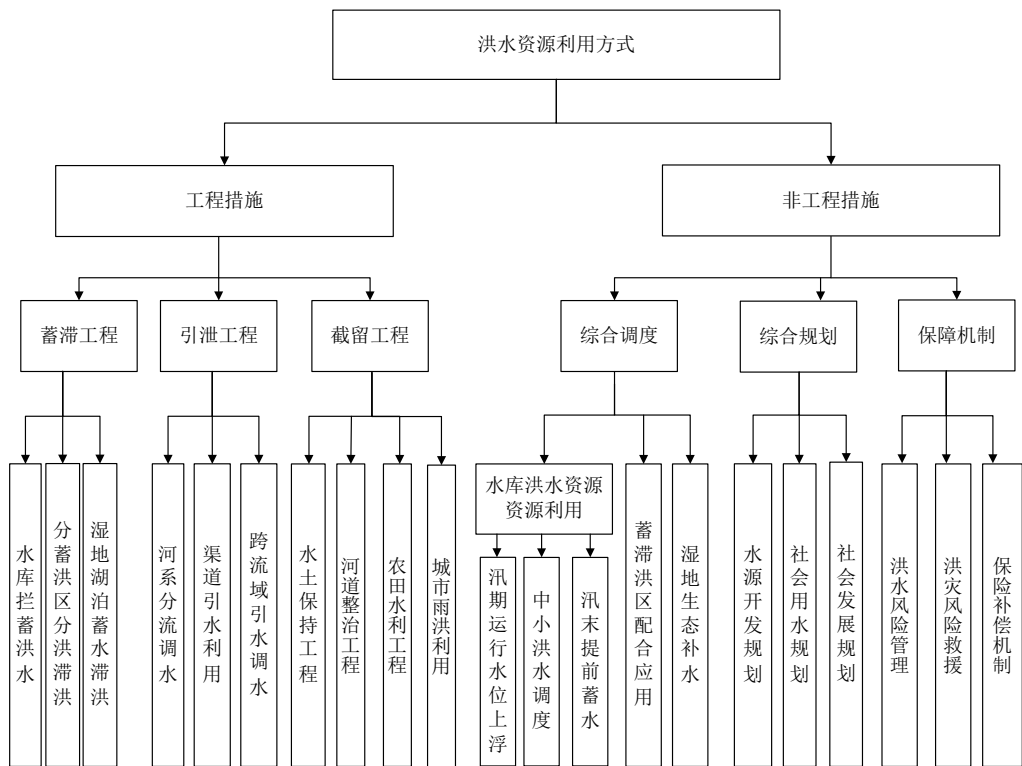 洪水资源利用方式
工程措施
非工程措施
蓄滞工程
引泄工程
截留工程
综合调度
综合规划
保障机制
水库拦蓄洪水
分蓄洪区分洪滞洪
湿地湖泊蓄水滞洪
河系分流调水
渠道引水利用
跨流域引水调水
水土保持工程
河道整治工程
农田水利工程
城市雨洪利用
水库洪水资源
资源利用
汛期运行水位上浮
中小洪水调度
汛末提前蓄水
蓄滞洪区配合应用
湿地生态补水
水源开发规划
社会用水规划
社会发展规划
洪水风险管理
洪灾风险救援
保险补偿机制